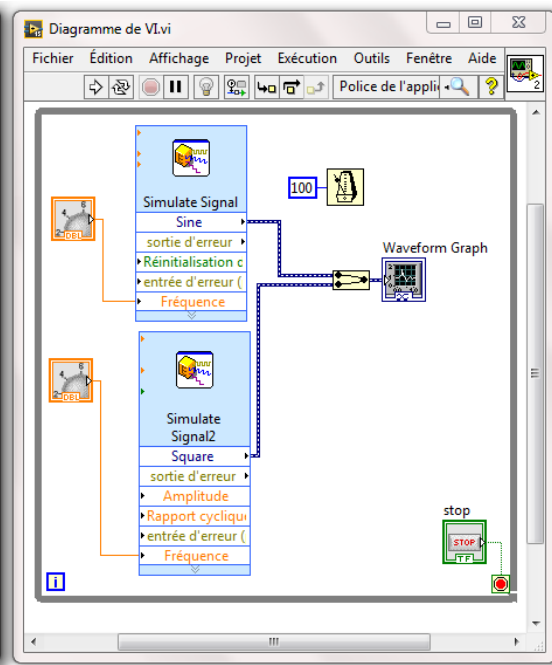 Diagramme de VI.vi
Fichier Édition Affichage Projet Exécution Outils Fenêtre Aide
Police de l'appli
2
Simulate Signal
Sine
sortie d'erreur
Réinitialisation c
entrée d'erreur (
Fréquence
100
Waveform Graph
DBL
Simulate
Signal2
Square
sortie d'erreur
Amplitude
Rapport cyclique
entrée d'erreur (
Fréquence
DBL
stop
STOP
TF
i